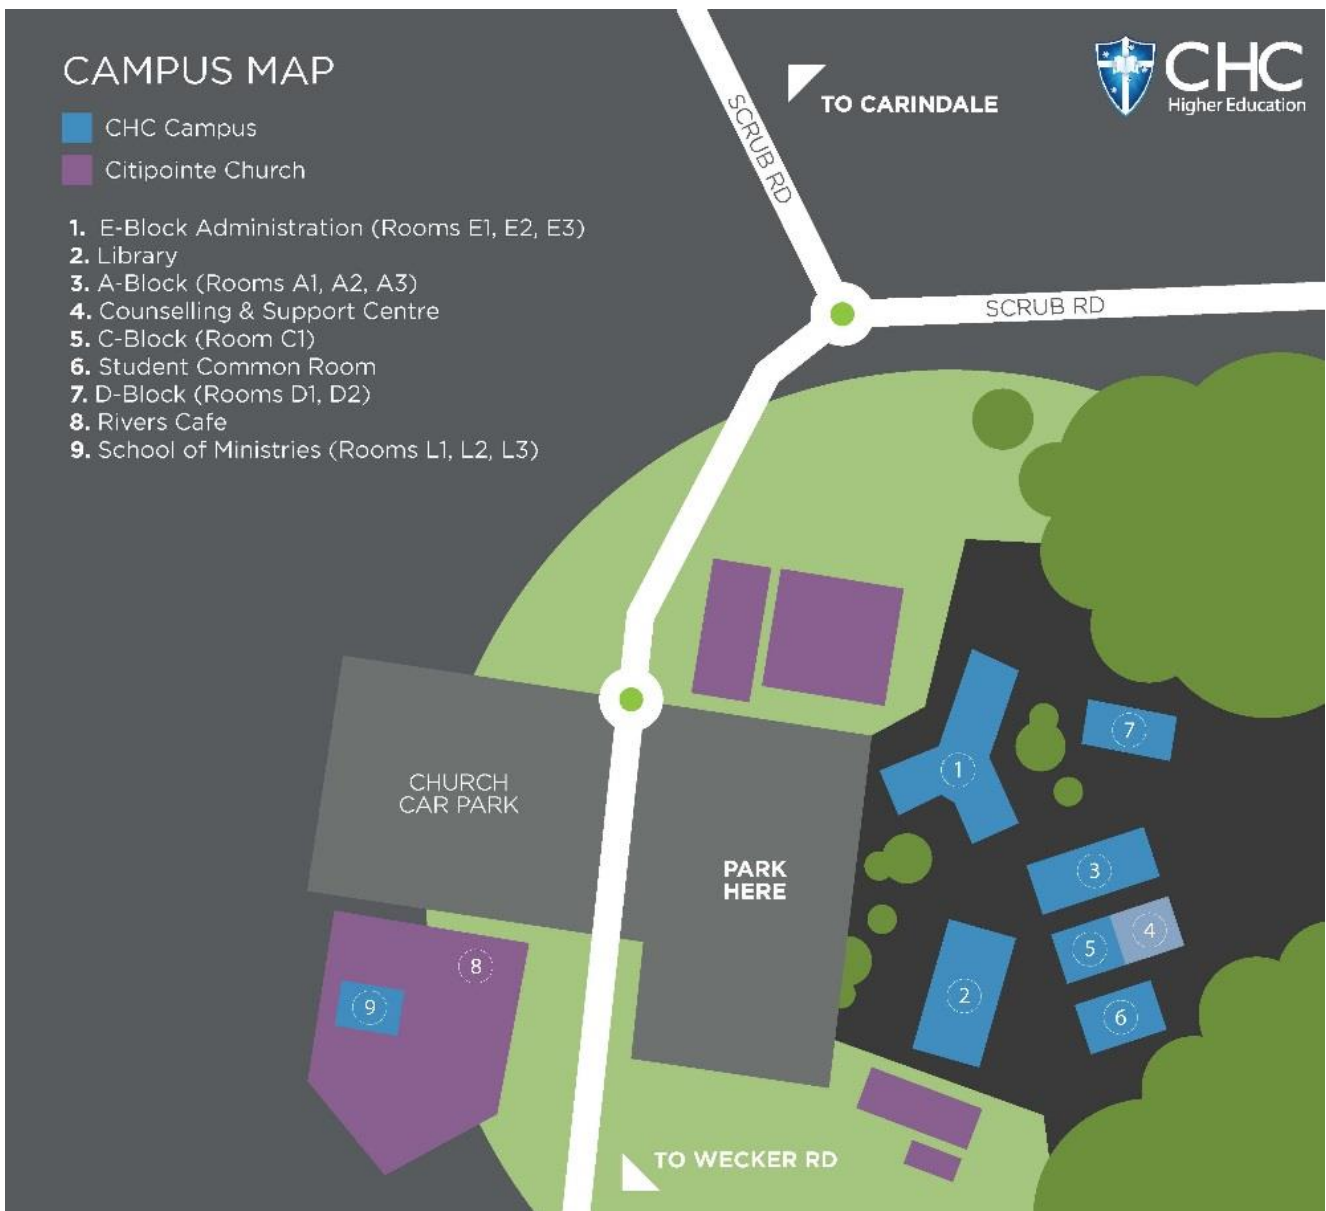 CAMPUS MAP
CHC Campus
Citipointe Church
1. E-Block Administration (Rooms E1, E2, E3)
2. Library
3. A-Block (Rooms A1, A2, A3)
4. Counselling & Support Centre
5. C-Block (Room C1)
6. Student Common Room
7. D-Block (Rooms D1, D2)
8. Rivers Cafe
9. School of Ministries (Rooms L1, L2, L3)
SCRUB RD
TO CARINDALE
CHC
Higher Education
SCRUB RD
7
1
CHURCH
CAR PARK
PARK
HERE
3
4
5
8
9
2
6
TO WECKER RD